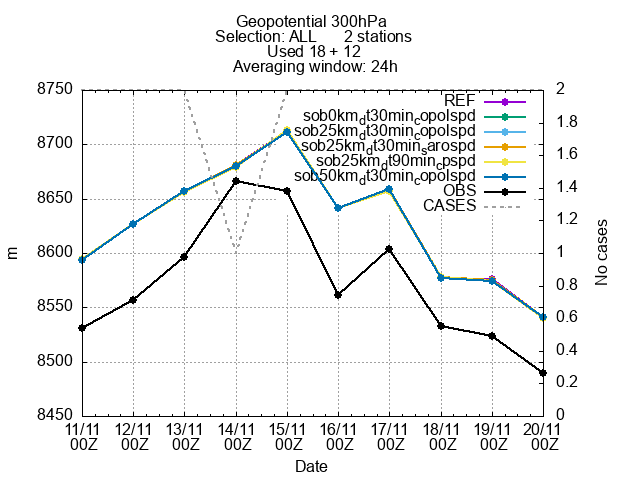 Geopotential 300hPa
Selection: ALL 2 stations
Used 18 + 12
Averaging window: 24h
REF
sob0km_dt30min_copolspd
sob25km_dt30min_copolspd
sob25km_dt30min_sarospd
sob25km_dt90min_cpspd
sob50km_dt30min_copolspd
OBS
CASES
8750
8700
8650
8600
8550
8500
8450
m
2
1.8
1.6
1.4
1.2
1
0.8
0.6
0.4
0.2
0
No cases
11/11 12/11 13/11 14/11 15/11 16/11 17/11 18/11 19/11 20/11
00Z 00Z 00Z 00Z 00Z 00Z 00Z 00Z 00Z 00Z
Date